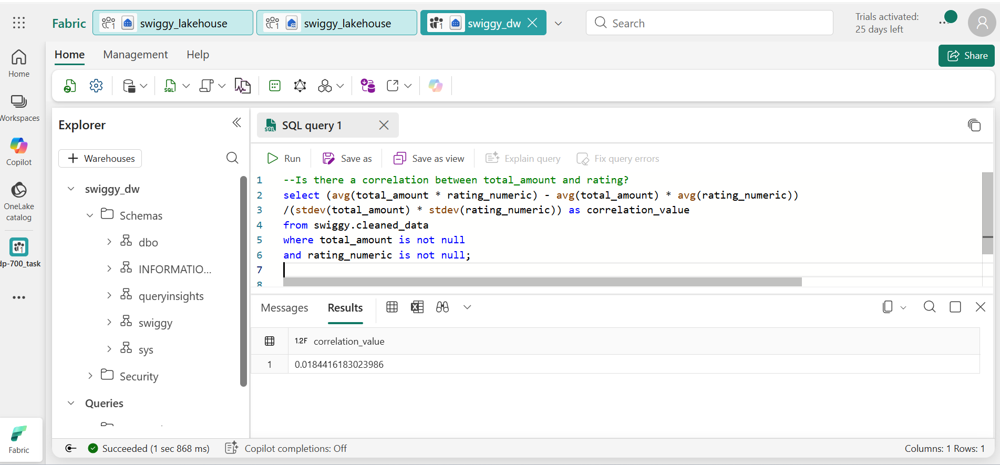 Fabric
swiggy_lakehouse
swiggy_lakehouse
swiggy_dw
Search
Trials activated:
25 days left
Home Management Help
Share
Home
Workspaces
Copilot
OneLake
catalog
dp-700_task
Fabric
Explorer
Warehouses
swiggy_dw
Schemas
dbo
INFORMATIO...
queryinsights
swiggy
sys
Security
Queries
SQL query 1
Run Save as Save as view Explain query Fix query errors
1 --Is there a correlation between total_amount and rating?
2 select (avg(total_amount * rating_numeric) - avg(total_amount) * avg(rating_numeric))
3 /(stdev(total_amount) * stdev(rating_numeric)) as correlation_value
4 from swiggy.cleaned_data
5 where total_amount is not null
6 and rating_numeric is not null;
7
8
Messages Results
1.2F correlation_value
1 0.0184416183023986
Succeeded (1 sec 868 ms) Copilot completions: Off
Columns: 1 Rows: 1